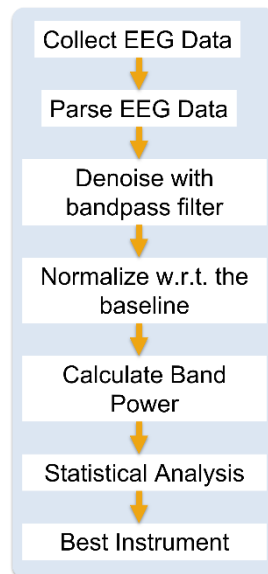 Collect EEG Data
Parse EEG Data
Denoise with
bandpass filter
Normalize w.r.t. the
baseline
Calculate Band
Power
Statistical Analysis
Best Instrument